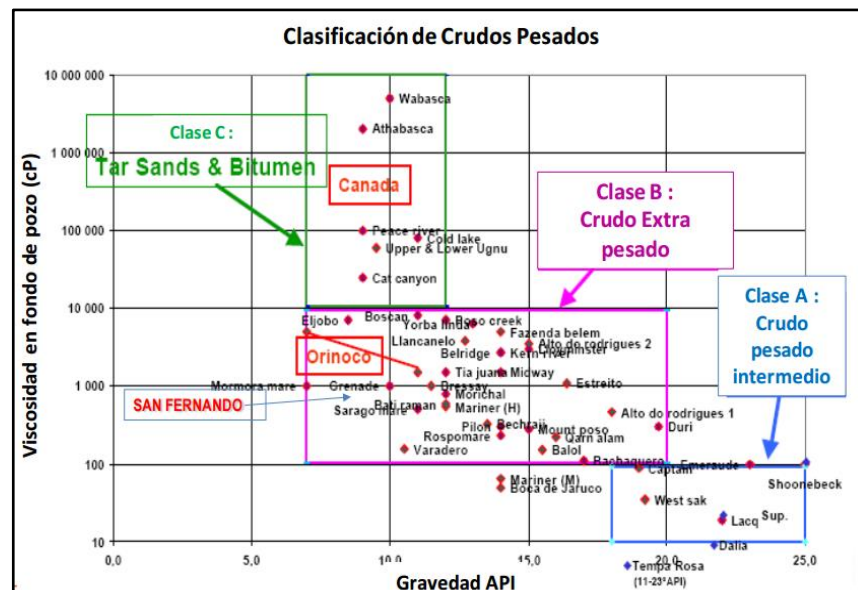 Clasificación de Crudos Pesados
Viscosidad en fondo de pozo (cP)
10 000 000
1 000 000
100 000
10 000
1 000
100
10
Clase C :
Tar Sands & Bitumen
Canada
Clase B :
Crudo Extra
pesado
Clase A :
Crudo
pesado
intermedio
Orinoco
SAN FERNANDO
Wabasca
Athabasca
Peace river
Cold lake
Upper & Lower Ugnu
Cat canyon
Eljobo
Boscan
Yorba linda
Poso creek
Fazenda belem
Llancanelo
Alto do rodrigues 2
Belridge
Kern river
Tia juana
Midway
Mormora mare
Grenade
Dressay
Estreito
Morichal
Bati raman
Mariner (H)
Sarago mare
Alto do rodrigues 1
Pilon
Bechraji
Mount poso
Duri
Rospomare
Qarn alam
Varadero
Balol
Bachaquero
Captain
Emeraude
Shoonebeck
Mariner (M)
Boca de Jaruco
West sak
Lacq
Sup.
Dalia
Tempa Rosa
(11-23°API)
0,0
5,0
10,0
15,0
20,0
25,0
Gravedad API